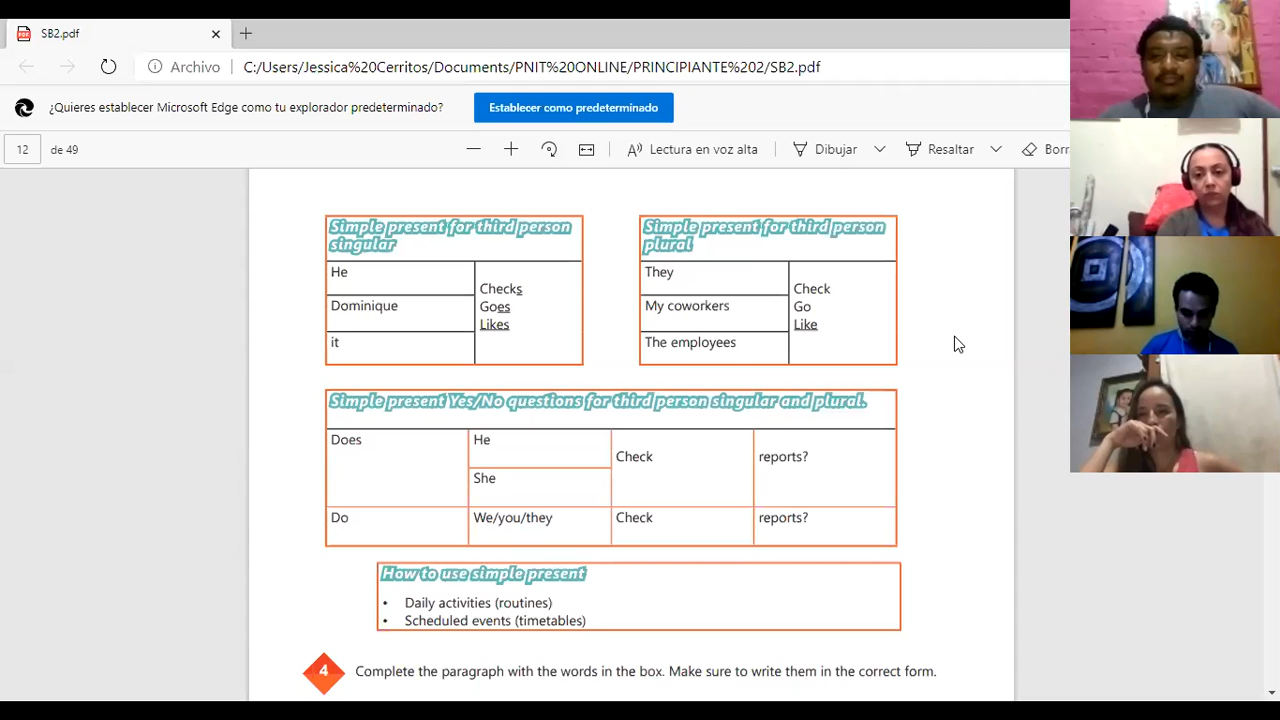 SB2.pdf
Archivo
C:/Users/Jessica%20Cerritos/Documents/PNIT%20ONLINE/PRINCIPIANTE%202/SB2.pdf
¿Quieres establecer Microsoft Edge como tu explorador predeterminado?
Establecer como predeterminado
12 de 49
Lectura en voz alta
Dibujar
Resaltar
Borr
Simple present for third person
singular
He
Dominique
it
Checks
Goes
Likes
Simple present for third person
plural
They
My coworkers
The employees
Check
Go
Like
Simple present Yes/No questions for third person singular and plural.
Does
He
She
Check
reports?
Do
We/you/they
Check
reports?
How to use simple present
• Daily activities (routines)
• Scheduled events (timetables)
4 Complete the paragraph with the words in the box. Make sure to write them in the correct form.